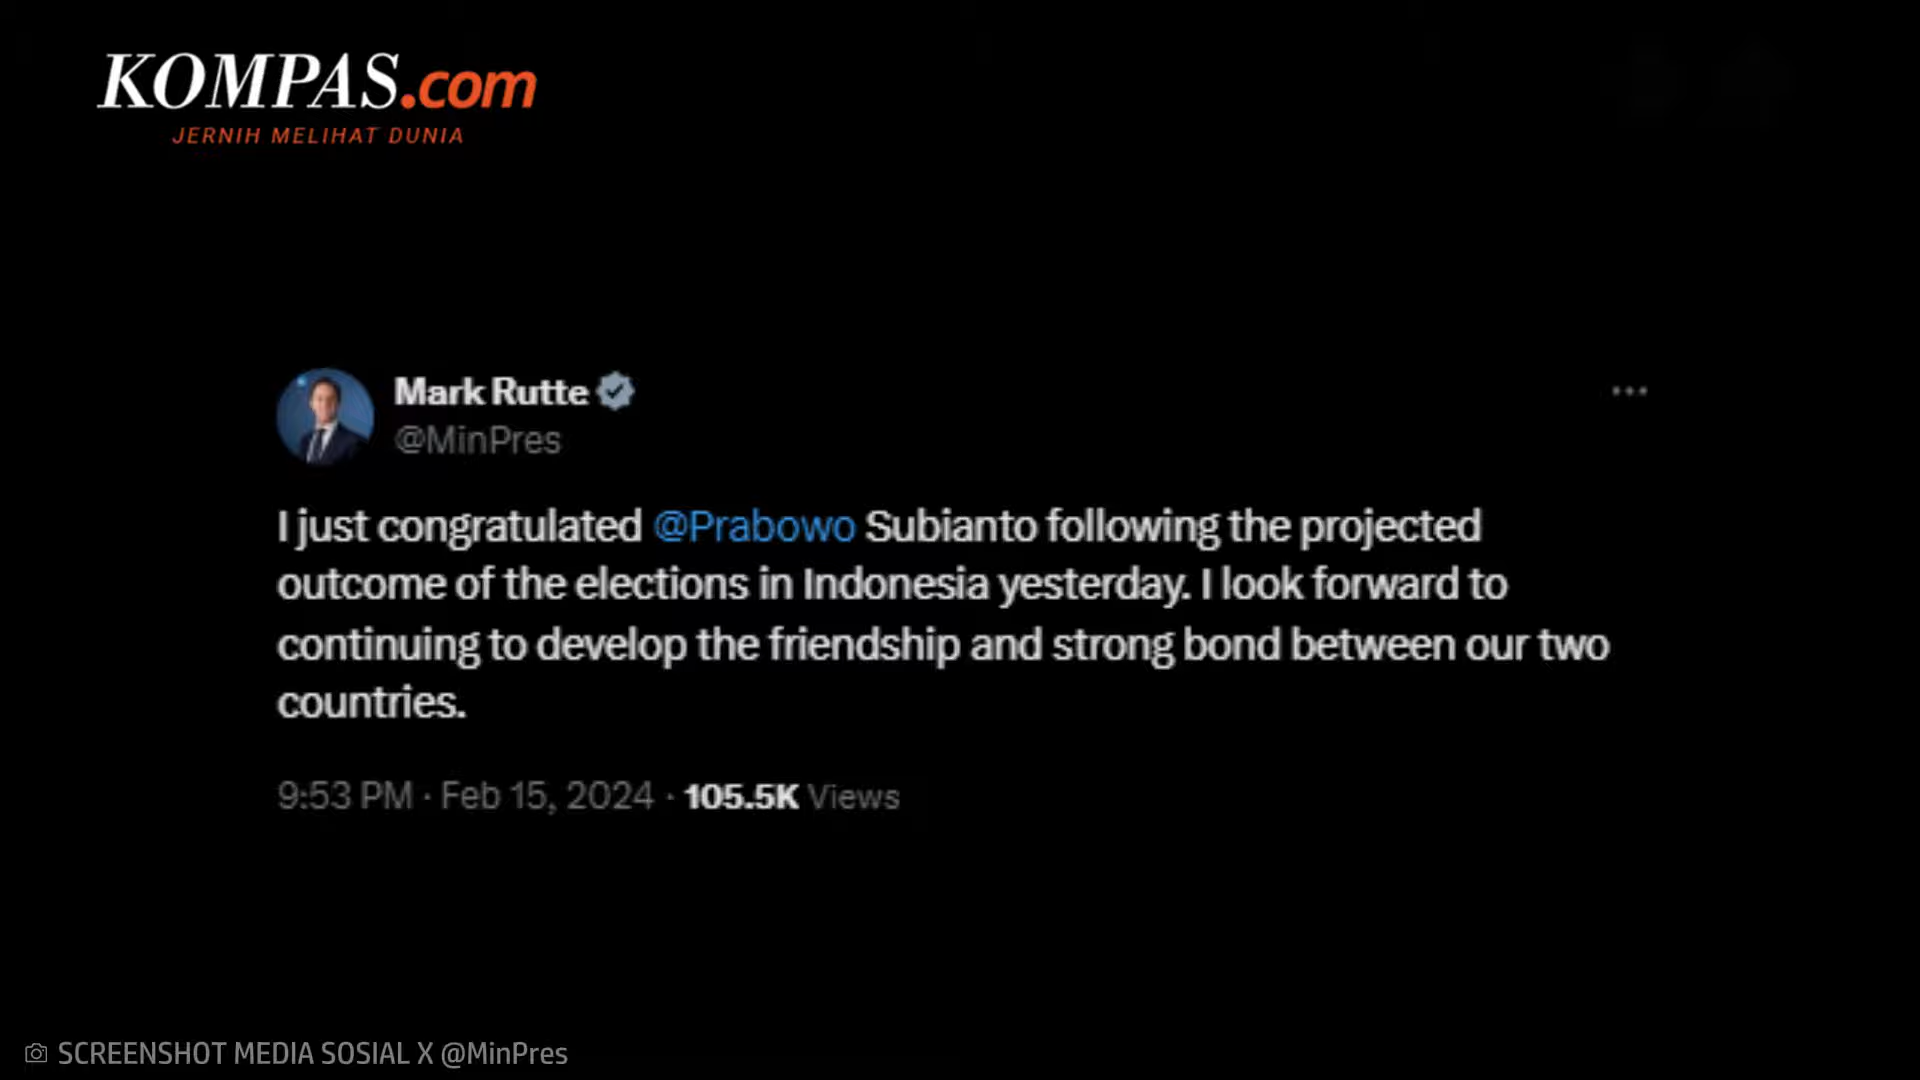 KOMPAS.com
JERNIH MELIHAT DUNIA
Mark Rutte
@MinPres
I just congratulated @Prabowo Subianto following the projected
outcome of the elections in Indonesia yesterday. I look forward to
continuing to develop the friendship and strong bond between our two
countries.
9:53 PM · Feb 15, 2024 · 105.5K Views
SCREENSHOT MEDIA SOSIAL X @MinPres